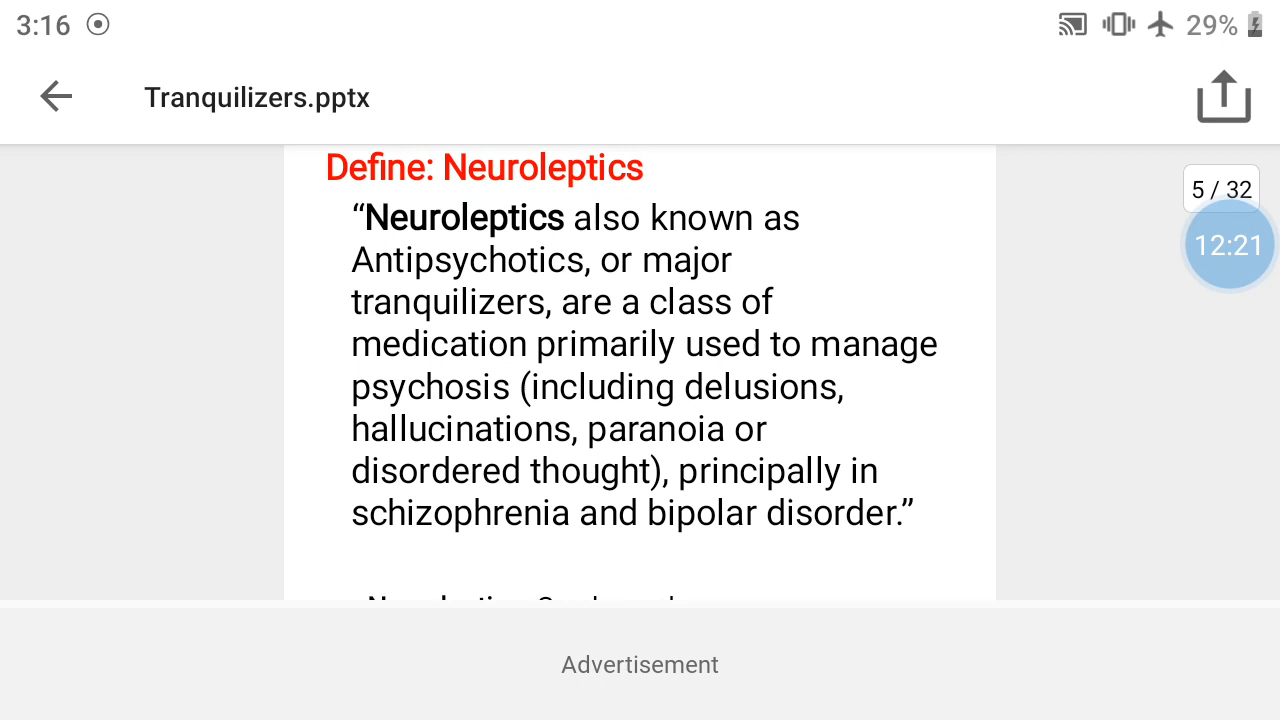 3:16 29%
Tranquilizers.pptx
Define: Neuroleptics
5 / 32
“Neuroleptics also known as
12:21
Antipsychotics, or major
tranquilizers, are a class of
medication primarily used to manage
psychosis (including delusions,
hallucinations, paranoia or
disordered thought), principally in
schizophrenia and bipolar disorder.”
Advertisement